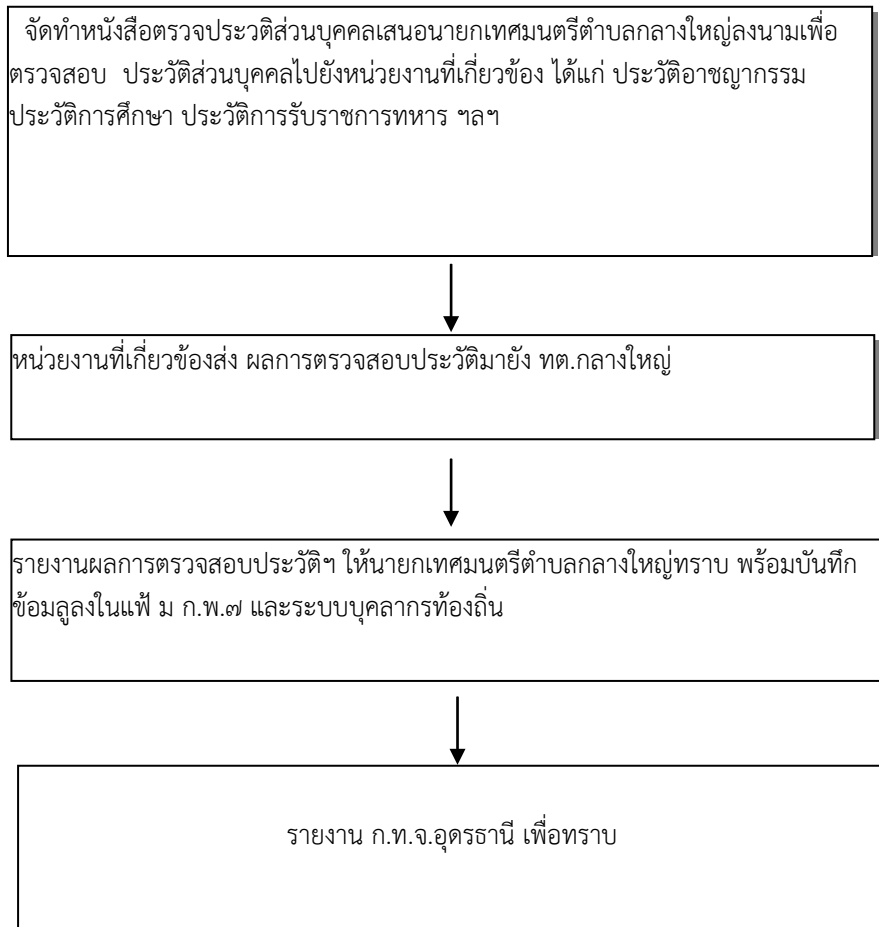 จัดทำหนังสือตรวจประวติส่วนบุคคลเสนอนายกเทศมนตรีตำบลกลางใหญ่ลงนามเพื่อ
ตรวจสอบ ประวัติส่วนบุคคลไปยังหน่วยงานที่เกี่ยวข้อง ได้แก่ ประวัติอาชญากรรม
ประวัติการศึกษา ประวัติการรับราชการทหาร ฯลฯ
หน่วยงานที่เกี่ยวข้องส่ง ผลการตรวจสอบประวัติมายัง ทต.กลางใหญ่
รายงานผลการตรวจสอบประวัติฯ ให้นายกเทศมนตรีตำบลกลางใหญ่ทราบ พร้อมบันทึก
ข้อมลูลงในแฟ้ ม ก.พ.๗ และระบบบุคลากรท้องถิ่น
รายงาน ก.ท.จ.อุดรธานี เพื่อทราบ